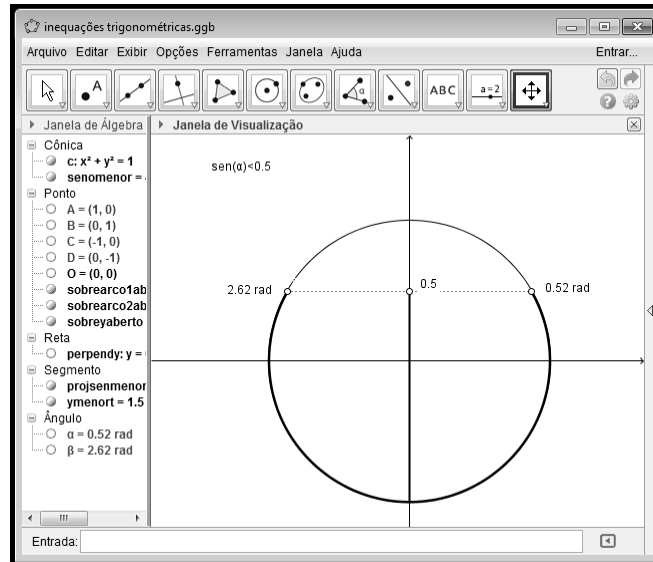 inequações trigonométricas.ggb
Arquivo Editar Exibir Opções Ferramentas Janela Ajuda Entrar...
A α ABC a=2
Janela de Álgebra
Janela de Visualização
Cônica
c: x² + y² = 1
senomenor =
Ponto
A = (1, 0)
B = (0, 1)
C = (-1, 0)
D = (0, -1)
O = (0, 0)
sobrearco1ab
sobrearco2ab
sobreyaberto
Reta
perpendy: y =
Segmento
projsenmenor
ymenort = 1.5
Ângulo
α = 0.52 rad
β = 2.62 rad
sen(α)<0.5
2.62 rad
0.5
0.52 rad
Entrada: